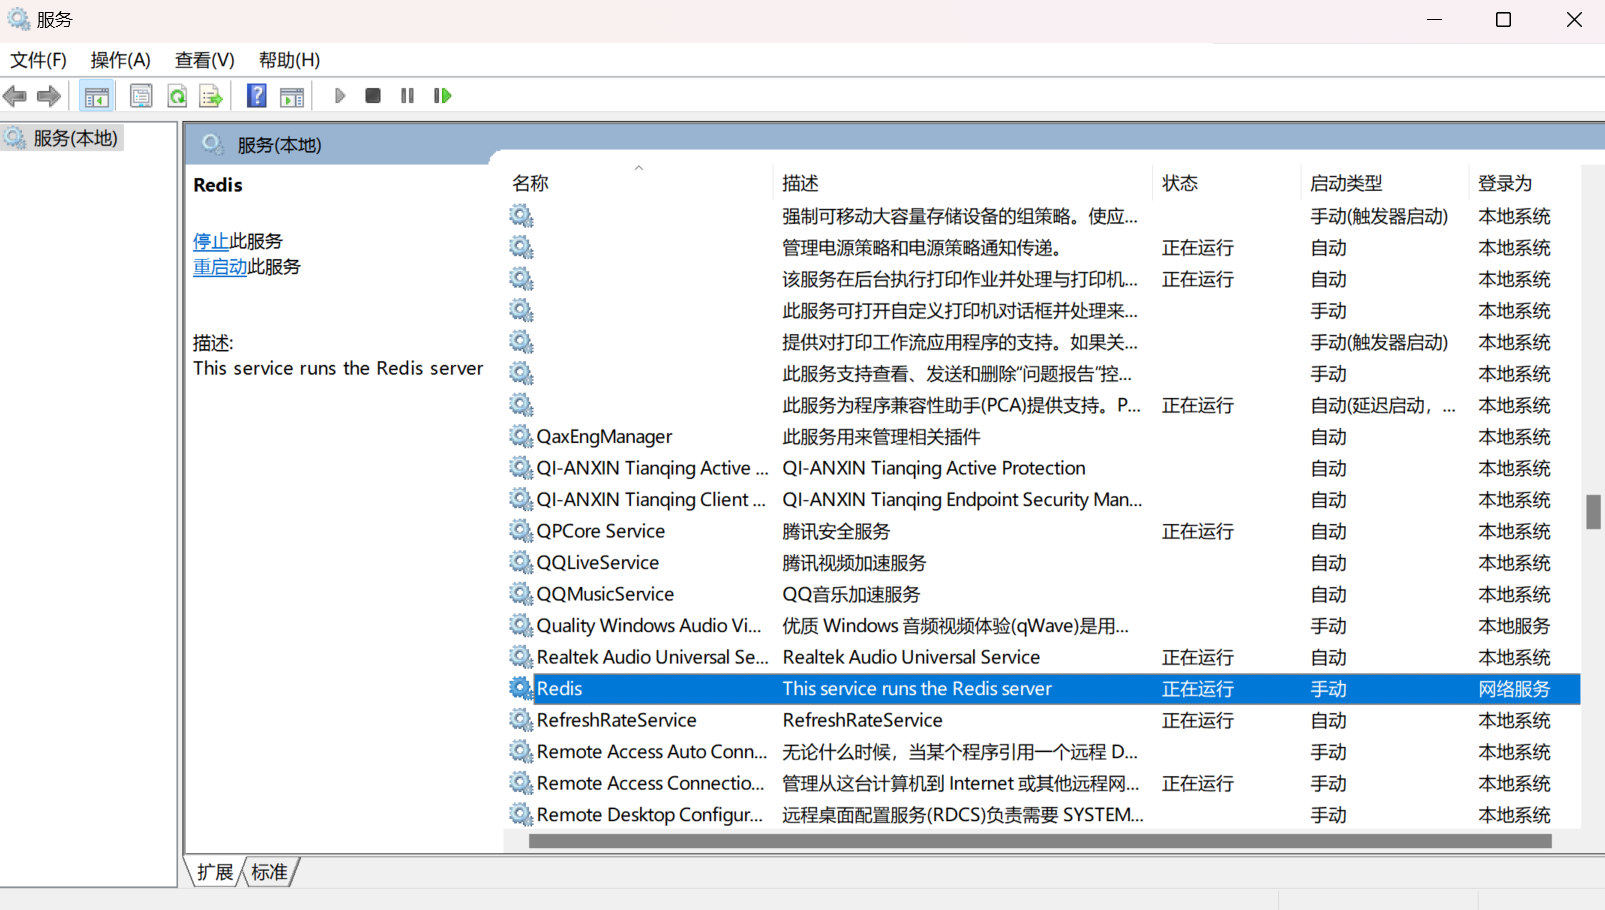 服务
文件(F) 操作(A) 查看(V) 帮助(H)
服务(本地)
服务(本地)
Redis
停止此服务
重启动此服务
描述:
This service runs the Redis server
名称 描述 状态 启动类型 登录为
强制可移动大容量存储设备的组策略。使应... 手动(触发器启动) 本地系统
管理电源策略和电源策略通知传递。 正在运行 自动 本地系统
该服务在后台执行打印作业并处理与打印机... 正在运行 自动 本地系统
此服务可打开自定义打印机对话框并处理来... 手动 本地系统
提供对打印工作流应用程序的支持。如果关... 手动(触发器启动) 本地系统
此服务支持查看、发送和删除“问题报告”控... 手动 本地系统
此服务为程序兼容性助手(PCA)提供支持。P... 正在运行 自动(延迟启动，... 本地系统
QaxEngManager 此服务用来管理相关插件 自动 本地系统
QI-ANXIN Tianqing Active ... QI-ANXIN Tianqing Active Protection 自动 本地系统
QI-ANXIN Tianqing Client ... QI-ANXIN Tianqing Endpoint Security Man... 自动 本地系统
QPCore Service 腾讯安全服务 正在运行 自动 本地系统
QQLiveService 腾讯视频加速服务 自动 本地系统
QQMusicService QQ音乐加速服务 自动 本地系统
Quality Windows Audio Vi... 优质 Windows 音频视频体验(qWave)是用... 手动 本地服务
Realtek Audio Universal Se... Realtek Audio Universal Service 正在运行 自动 本地系统
Redis This service runs the Redis server 正在运行 手动 网络服务
RefreshRateService RefreshRateService 正在运行 自动 本地系统
Remote Access Auto Conn... 无论什么时候，当某个程序引用一个远程 D... 手动 本地系统
Remote Access Connectio... 管理从这台计算机到 Internet 或其他远程网... 正在运行 手动 本地系统
Remote Desktop Configur... 远程桌面配置服务(RDCS)负责需要 SYSTEM... 手动 本地系统
扩展 标准